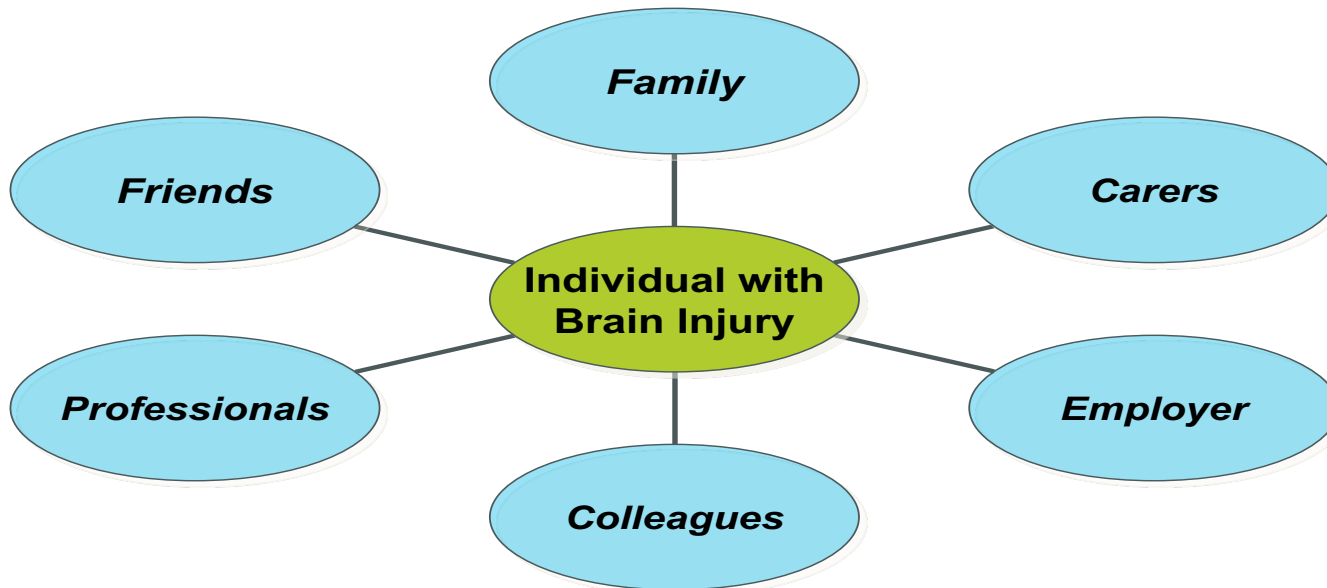 Family
Friends
Carers
Individual with
Brain Injury
Professionals
Employer
Colleagues